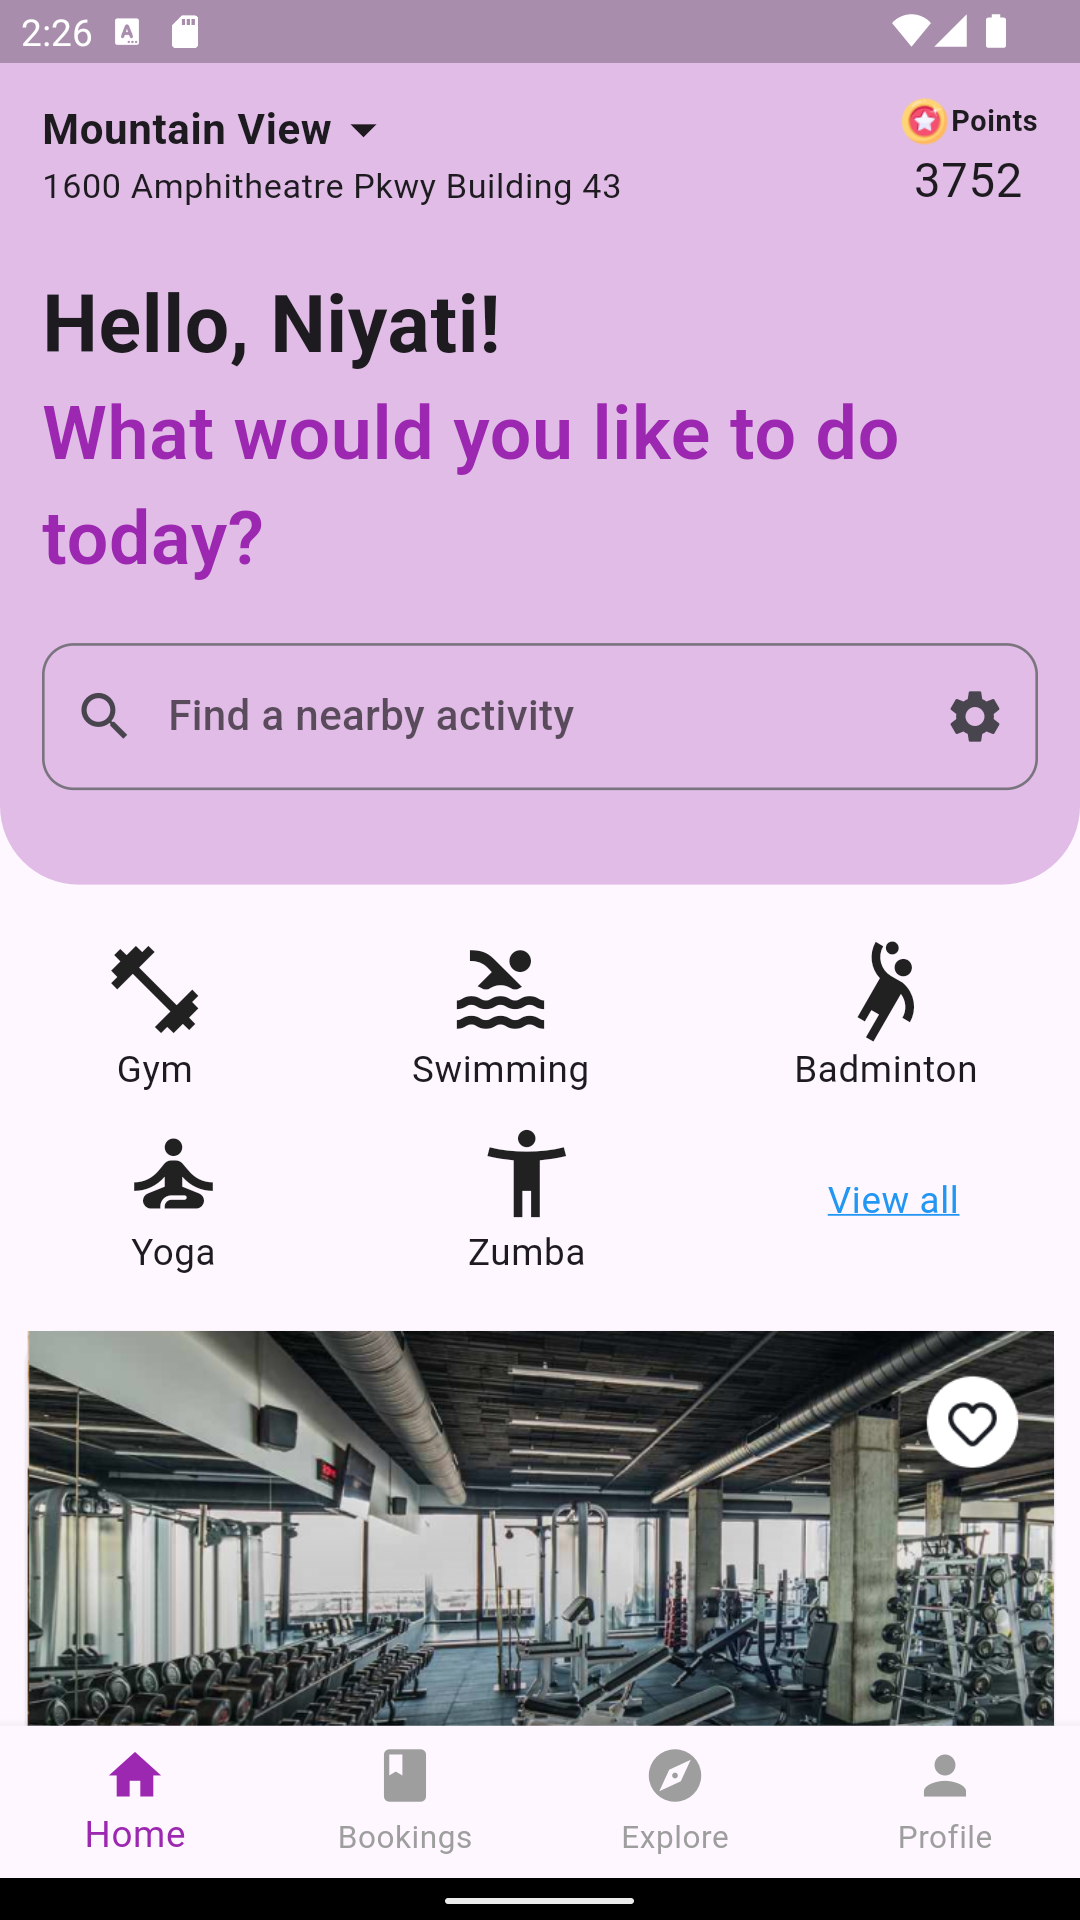 2:26
Mountain View
Points
1600 Amphitheatre Pkwy Building 43
3752
Hello, Niyati!
What would you like to do
today?
Find a nearby activity
Gym
Swimming
Badminton
Yoga
Zumba
View all
Home
Bookings
Explore
Profile